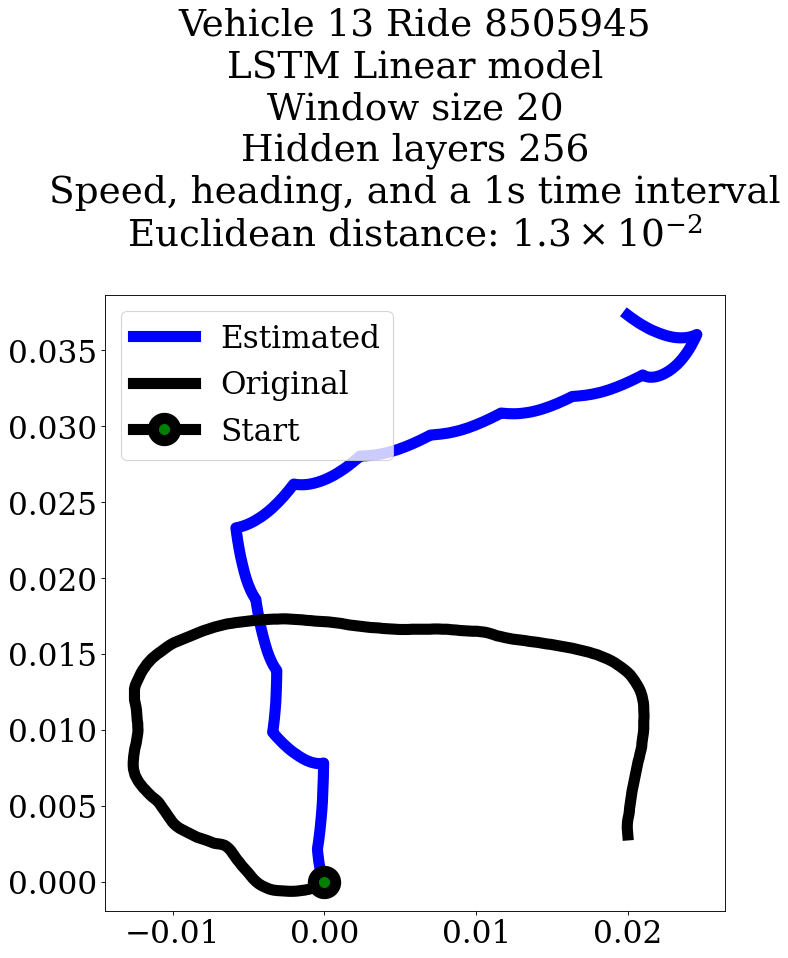 Vehicle 13 Ride 8505945
LSTM Linear model
Window size 20
Hidden layers 256
Speed, heading, and a 1s time interval
Euclidean distance: 1.3 × 10⁻²
Estimated
Original
Start
0.035
0.030
0.025
0.020
0.015
0.010
0.005
0.000
−0.01 0.00 0.01 0.02